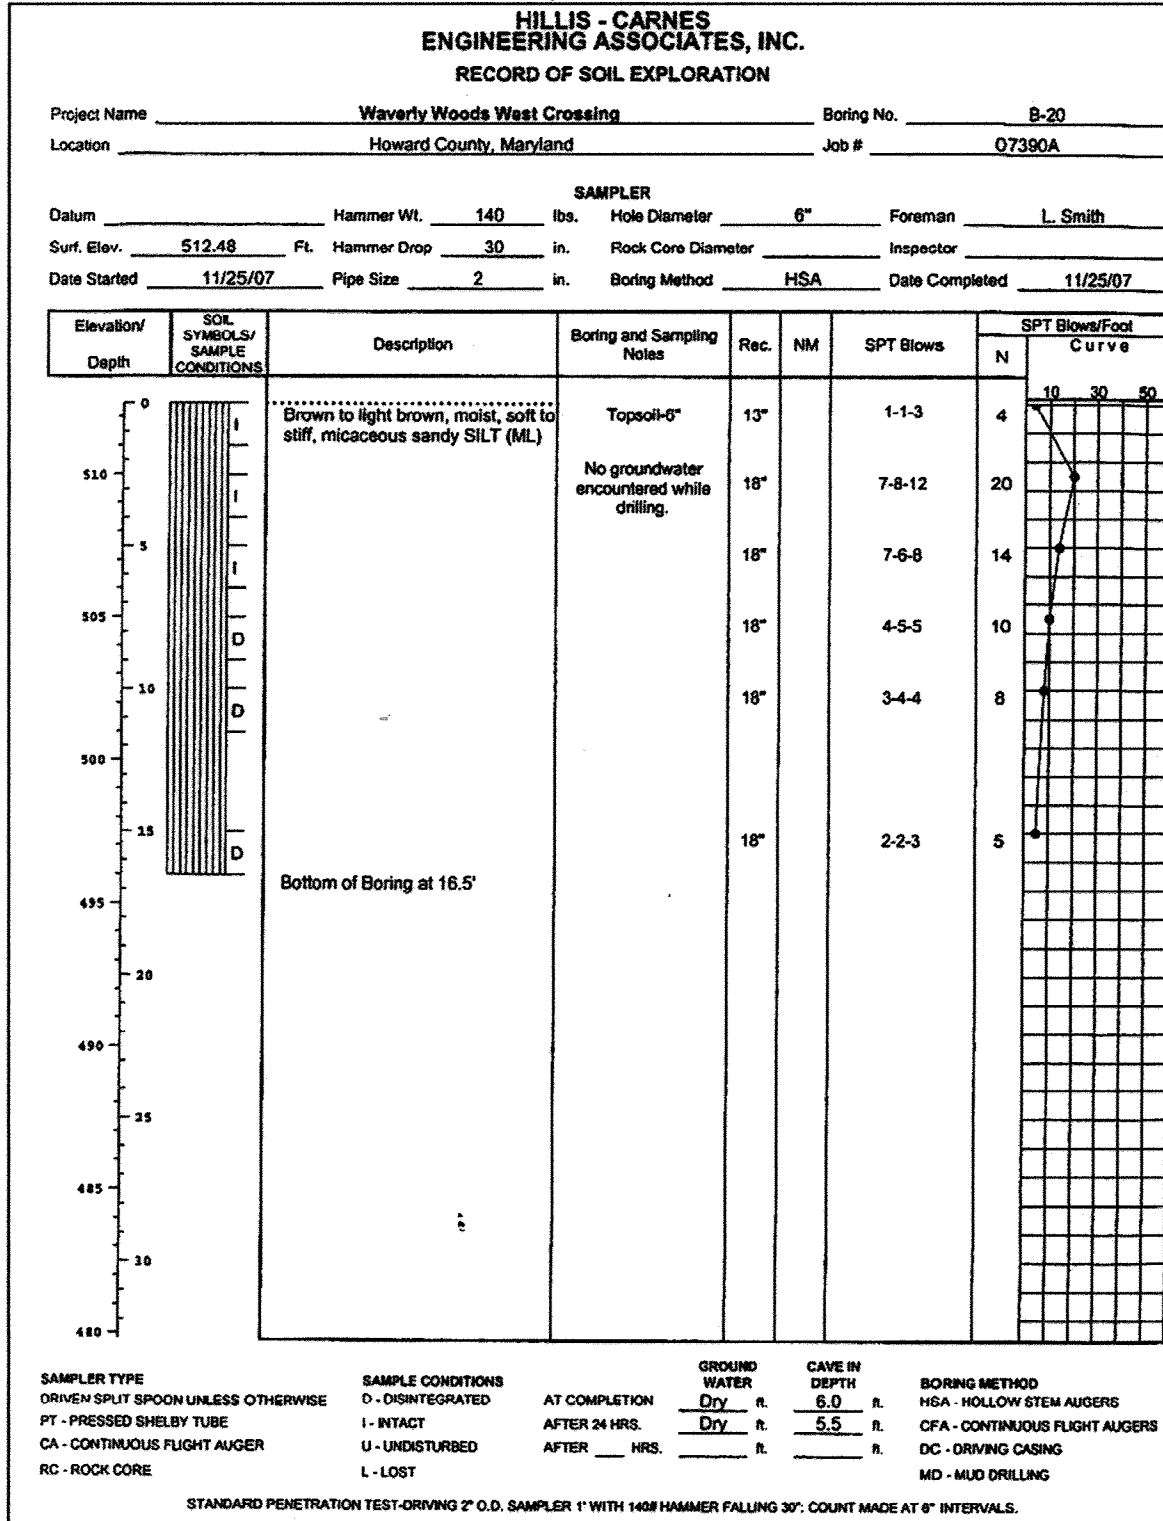 HILLIS - CARNES
ENGINEERING ASSOCIATES, INC.
RECORD OF SOIL EXPLORATION
Project Name Waverly Woods West Crossing Boring No. B-20
Location Howard County, Maryland Job # O7390A
SAMPLER
Datum Hammer Wt. 140 lbs. Hole Diameter 6" Foreman L. Smith
Surf. Elev. 512.48 Ft. Hammer Drop 30 in. Rock Core Diameter Inspector
Date Started 11/25/07 Pipe Size 2 in. Boring Method HSA Date Completed 11/25/07
Elevation/ Depth SOIL SYMBOLS/ SAMPLE CONDITIONS Description Boring and Sampling Notes Rec. NM SPT Blows SPT Blows/Foot N Curve
10 30 50
0 I Brown to light brown, moist, soft to Topsoil-6" 13" 1-1-3 4
stiff, micaceous sandy SILT (ML)
No groundwater
510 I encountered while 18" 7-8-12 20
drilling.
5 I 18" 7-6-8 14
505 D 18" 4-5-5 10
10 D 18" 3-4-4 8
500
15 D 18" 2-2-3 5
Bottom of Boring at 16.5'
495
20
490
25
485
30
480
SAMPLER TYPE SAMPLE CONDITIONS GROUND WATER CAVE IN DEPTH BORING METHOD
DRIVEN SPLIT SPOON UNLESS OTHERWISE D - DISINTEGRATED AT COMPLETION Dry ft. 6.0 ft. HSA - HOLLOW STEM AUGERS
PT - PRESSED SHELBY TUBE I - INTACT AFTER 24 HRS. Dry ft. 5.5 ft. CFA - CONTINUOUS FLIGHT AUGERS
CA - CONTINUOUS FLIGHT AUGER U - UNDISTURBED AFTER HRS. ft. ft. DC - DRIVING CASING
RC - ROCK CORE L - LOST MD - MUD DRILLING
STANDARD PENETRATION TEST-DRIVING 2" O.D. SAMPLER 1' WITH 140# HAMMER FALLING 30"; COUNT MADE AT 6" INTERVALS.